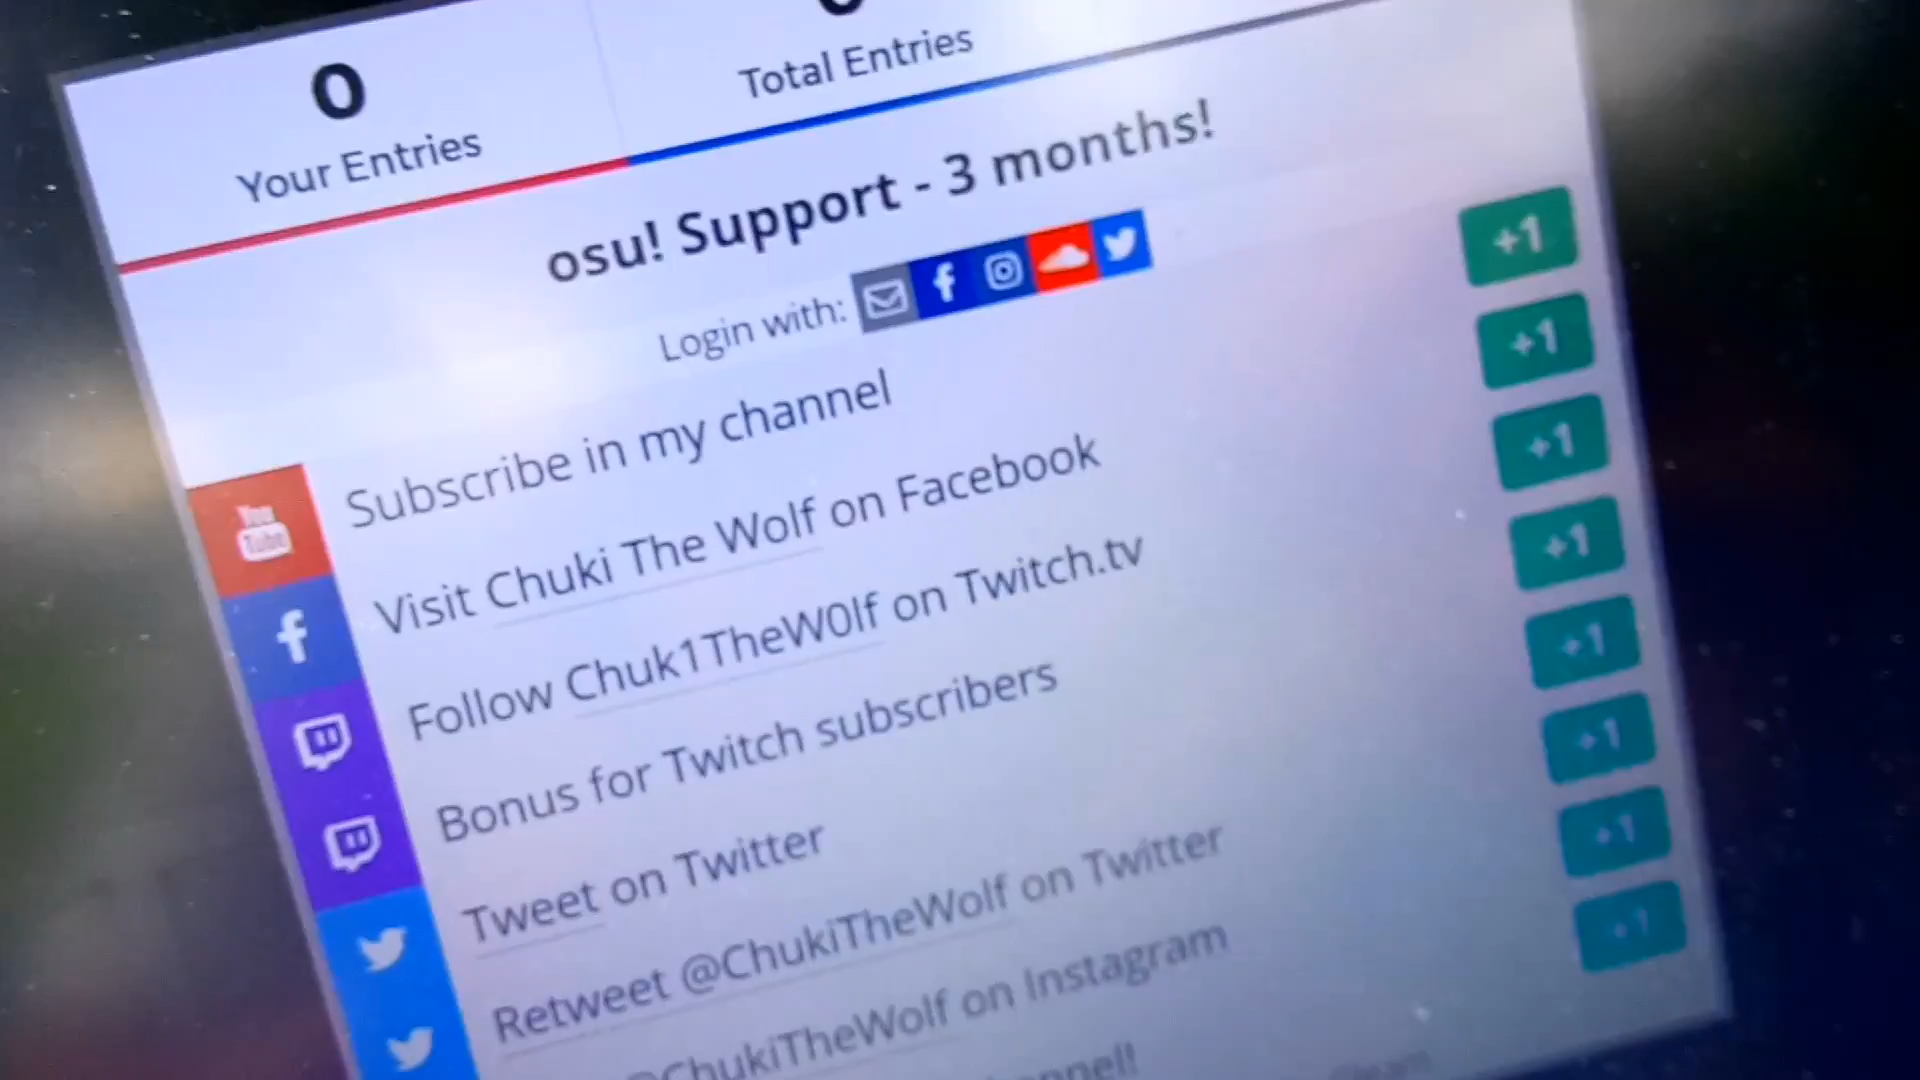 0
Your Entries
Total Entries
osu! Support - 3 months!
Login with:
Subscribe in my channel
+1
Visit Chuki The Wolf on Facebook
+1
Follow Chuk1TheW0lf on Twitch.tv
+1
Bonus for Twitch subscribers
+1
Tweet on Twitter
+1
Retweet @ChukiTheWolf on Twitter
+1
@ChukiTheWolf on Instagram
+1
+1
You
Tube